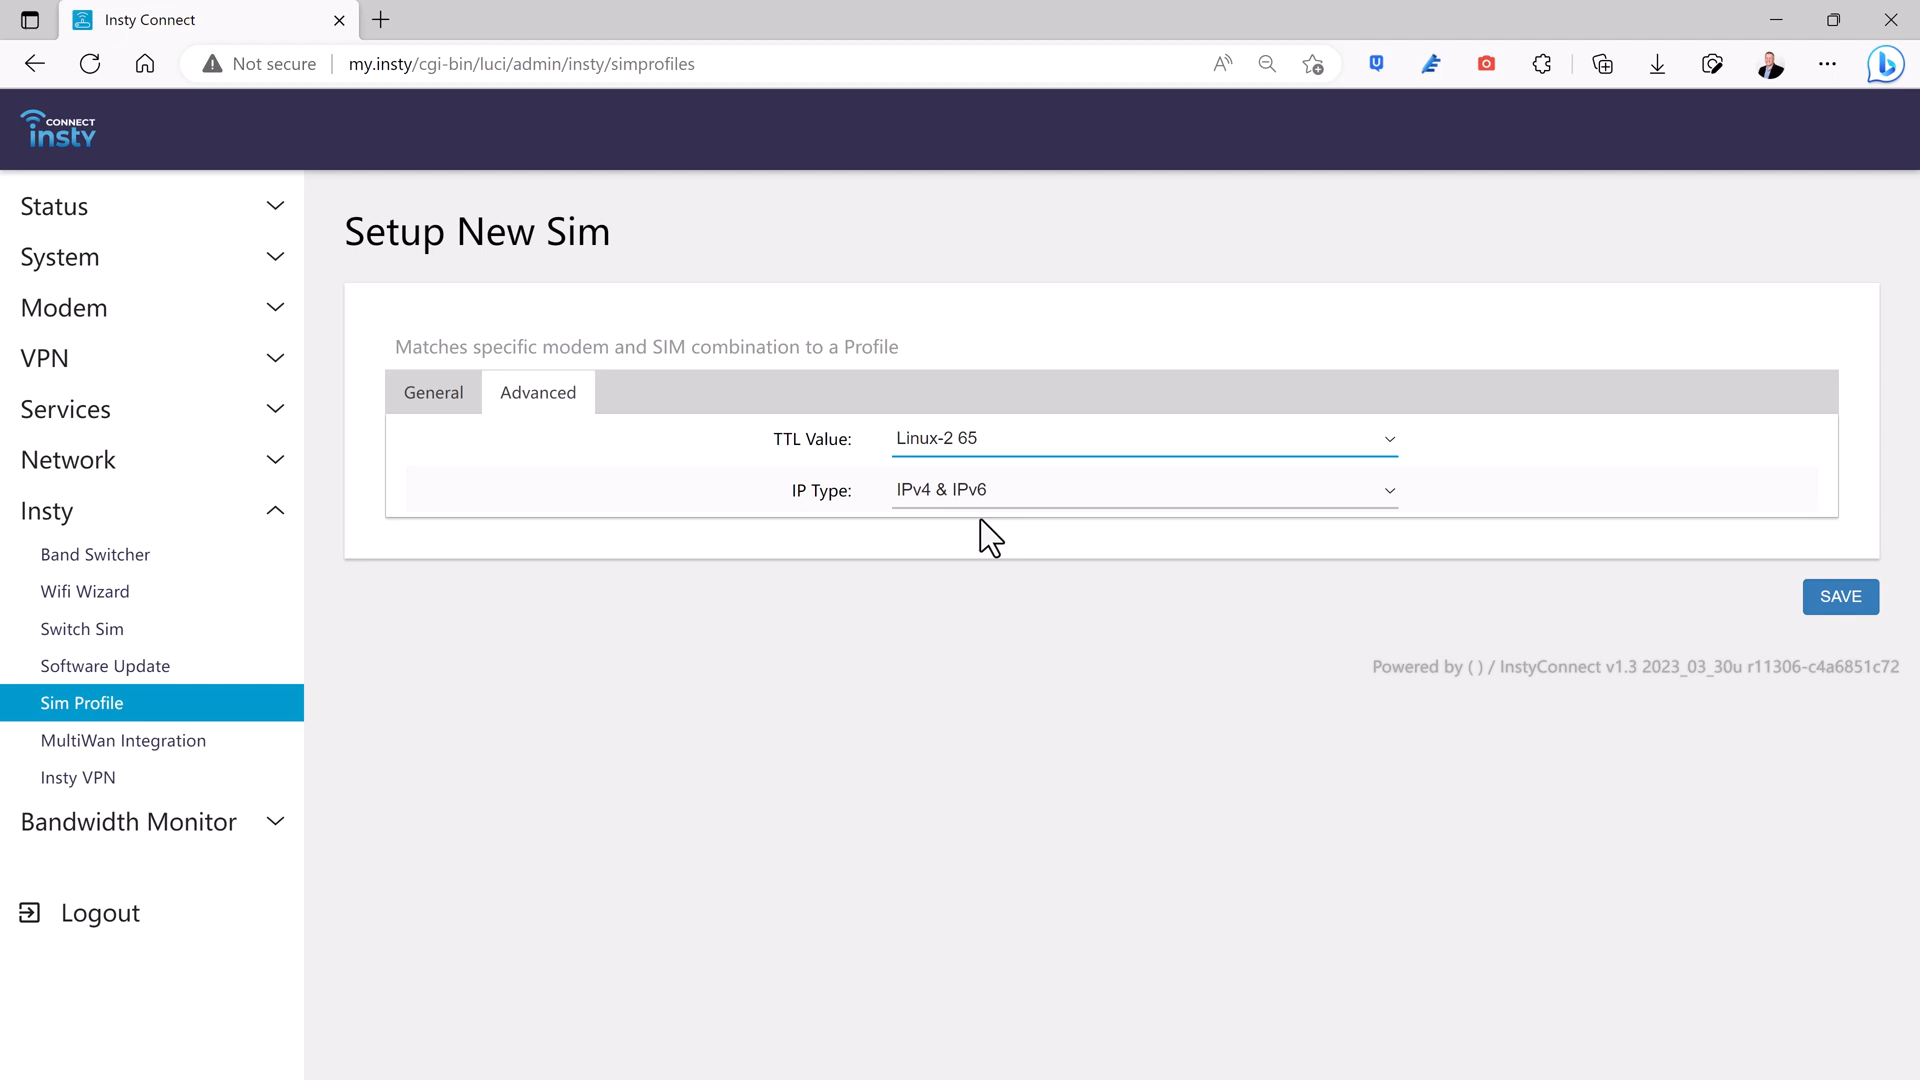 Insty Connect
Not secure
my.insty/cgi-bin/luci/admin/insty/simprofiles
CONNECT
insty
Status
System
Modem
VPN
Services
Network
Insty
Band Switcher
Wifi Wizard
Switch Sim
Software Update
Sim Profile
MultiWan Integration
Insty VPN
Bandwidth Monitor
Logout
Setup New Sim
Matches specific modem and SIM combination to a Profile
General Advanced
TTL Value: Linux-2 65
IP Type: IPv4 & IPv6
SAVE
Powered by ( ) / InstyConnect v1.3 2023_03_30u r11306-c4a6851c72